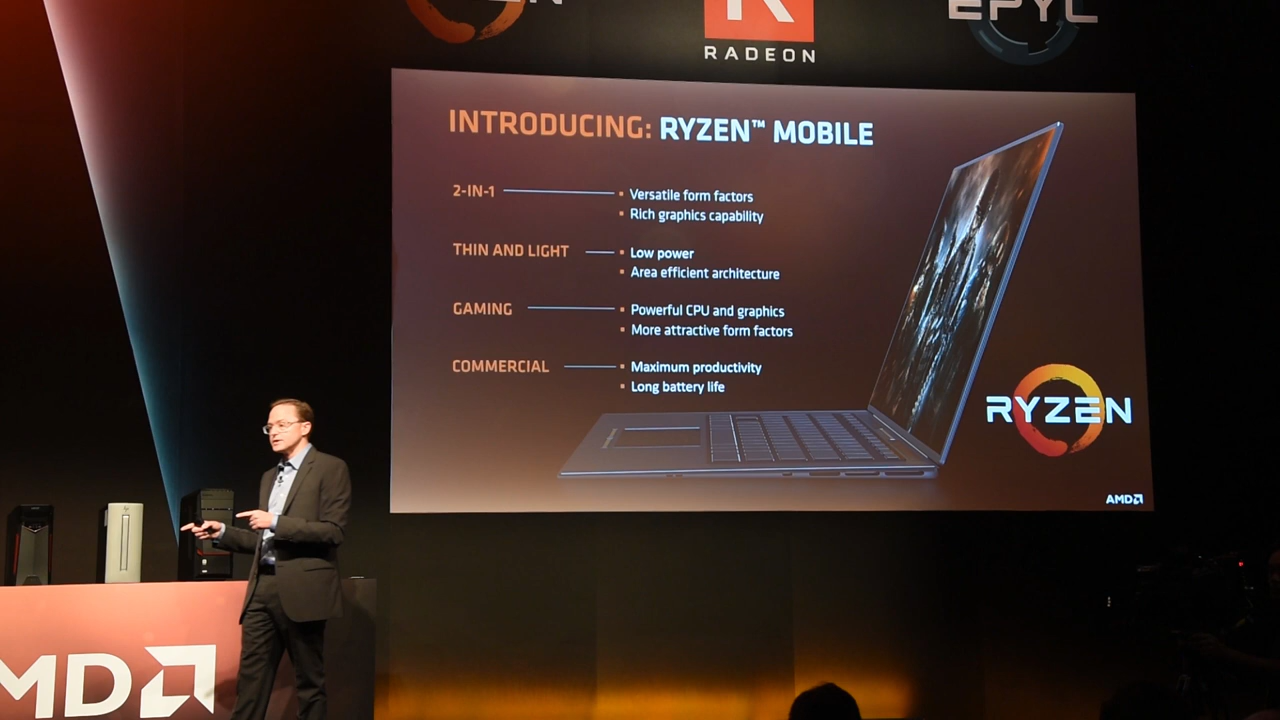 RADEON
EPYC
INTRODUCING: RYZEN™ MOBILE
2-IN-1
▪ Versatile form factors
▪ Rich graphics capability
THIN AND LIGHT
▪ Low power
▪ Area efficient architecture
GAMING
▪ Powerful CPU and graphics
▪ More attractive form factors
COMMERCIAL
▪ Maximum productivity
▪ Long battery life
RYZEN
AMD
MD